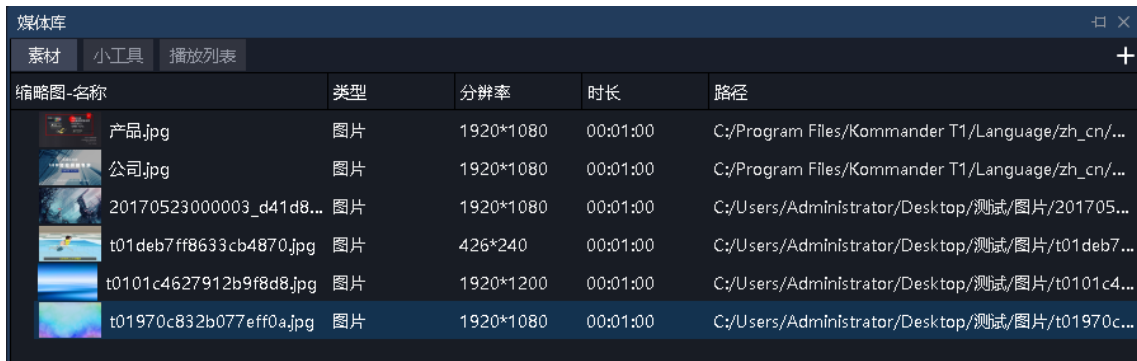 媒体库
素材 小工具 播放列表
缩略图-名称 类型 分辨率 时长 路径
产品.jpg 图片 1920*1080 00:01:00 C:/Program Files/Kommander T1/Language/zh_cn/...
公司.jpg 图片 1920*1080 00:01:00 C:/Program Files/Kommander T1/Language/zh_cn/...
20170523000003_d41d8... 图片 1920*1080 00:01:00 C:/Users/Administrator/Desktop/测试/图片/201705...
t01deb7ff8633cb4870.jpg 图片 426*240 00:01:00 C:/Users/Administrator/Desktop/测试/图片/t01deb7...
t0101c4627912b9f8d8.jpg 图片 1920*1200 00:01:00 C:/Users/Administrator/Desktop/测试/图片/t0101c4...
t01970c832b077eff0a.jpg 图片 1920*1080 00:01:00 C:/Users/Administrator/Desktop/测试/图片/t01970c...